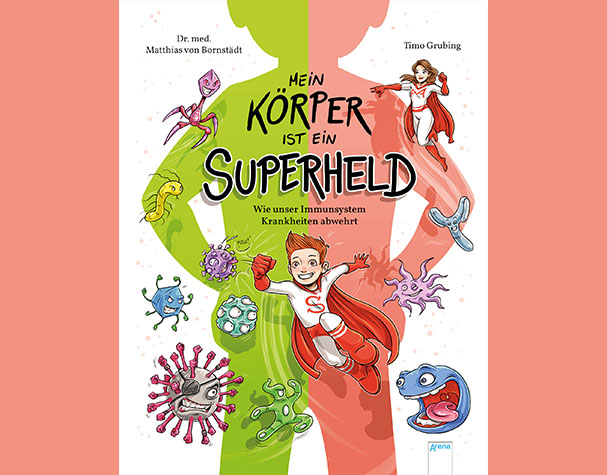 Dr. med.
Matthias von Bornstädt
Timo Grubing
MEIN
KÖRPER
IST EIN
SUPERHELD
Wie unser Immunsystem
Krankheiten abwehrt
POW!
S
Arena